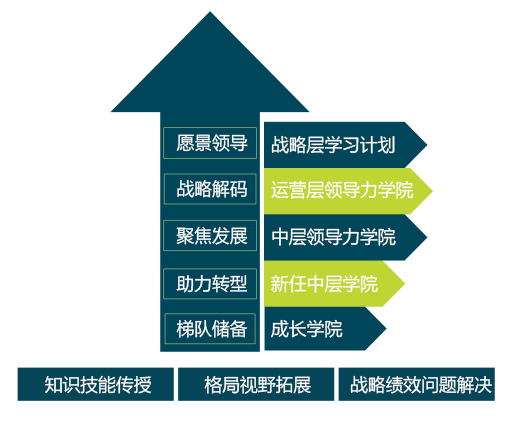 愿景领导 战略层学习计划
战略解码 运营层领导力学院
聚焦发展 中层领导力学院
助力转型 新任中层学院
梯队储备 成长学院
知识技能传授 格局视野拓展 战略绩效问题解决